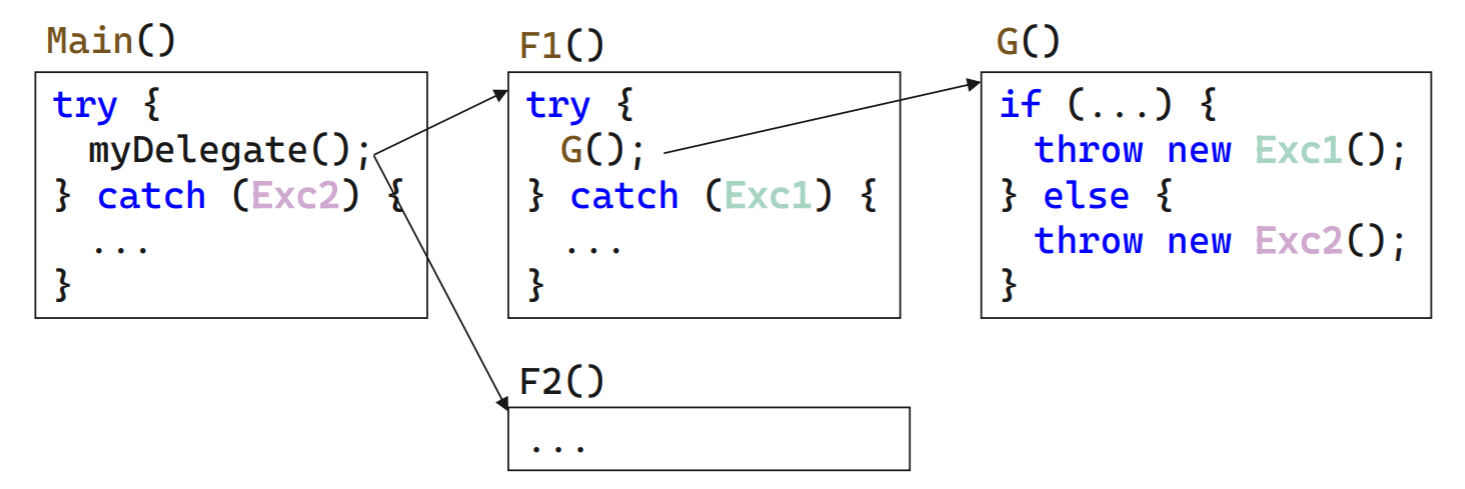 Main()
try {
myDelegate();
} catch (Exc2) {
...
}
F1()
try {
G();
} catch (Exc1) {
...
}
G()
if (...) {
throw new Exc1();
} else {
throw new Exc2();
}
F2()
...